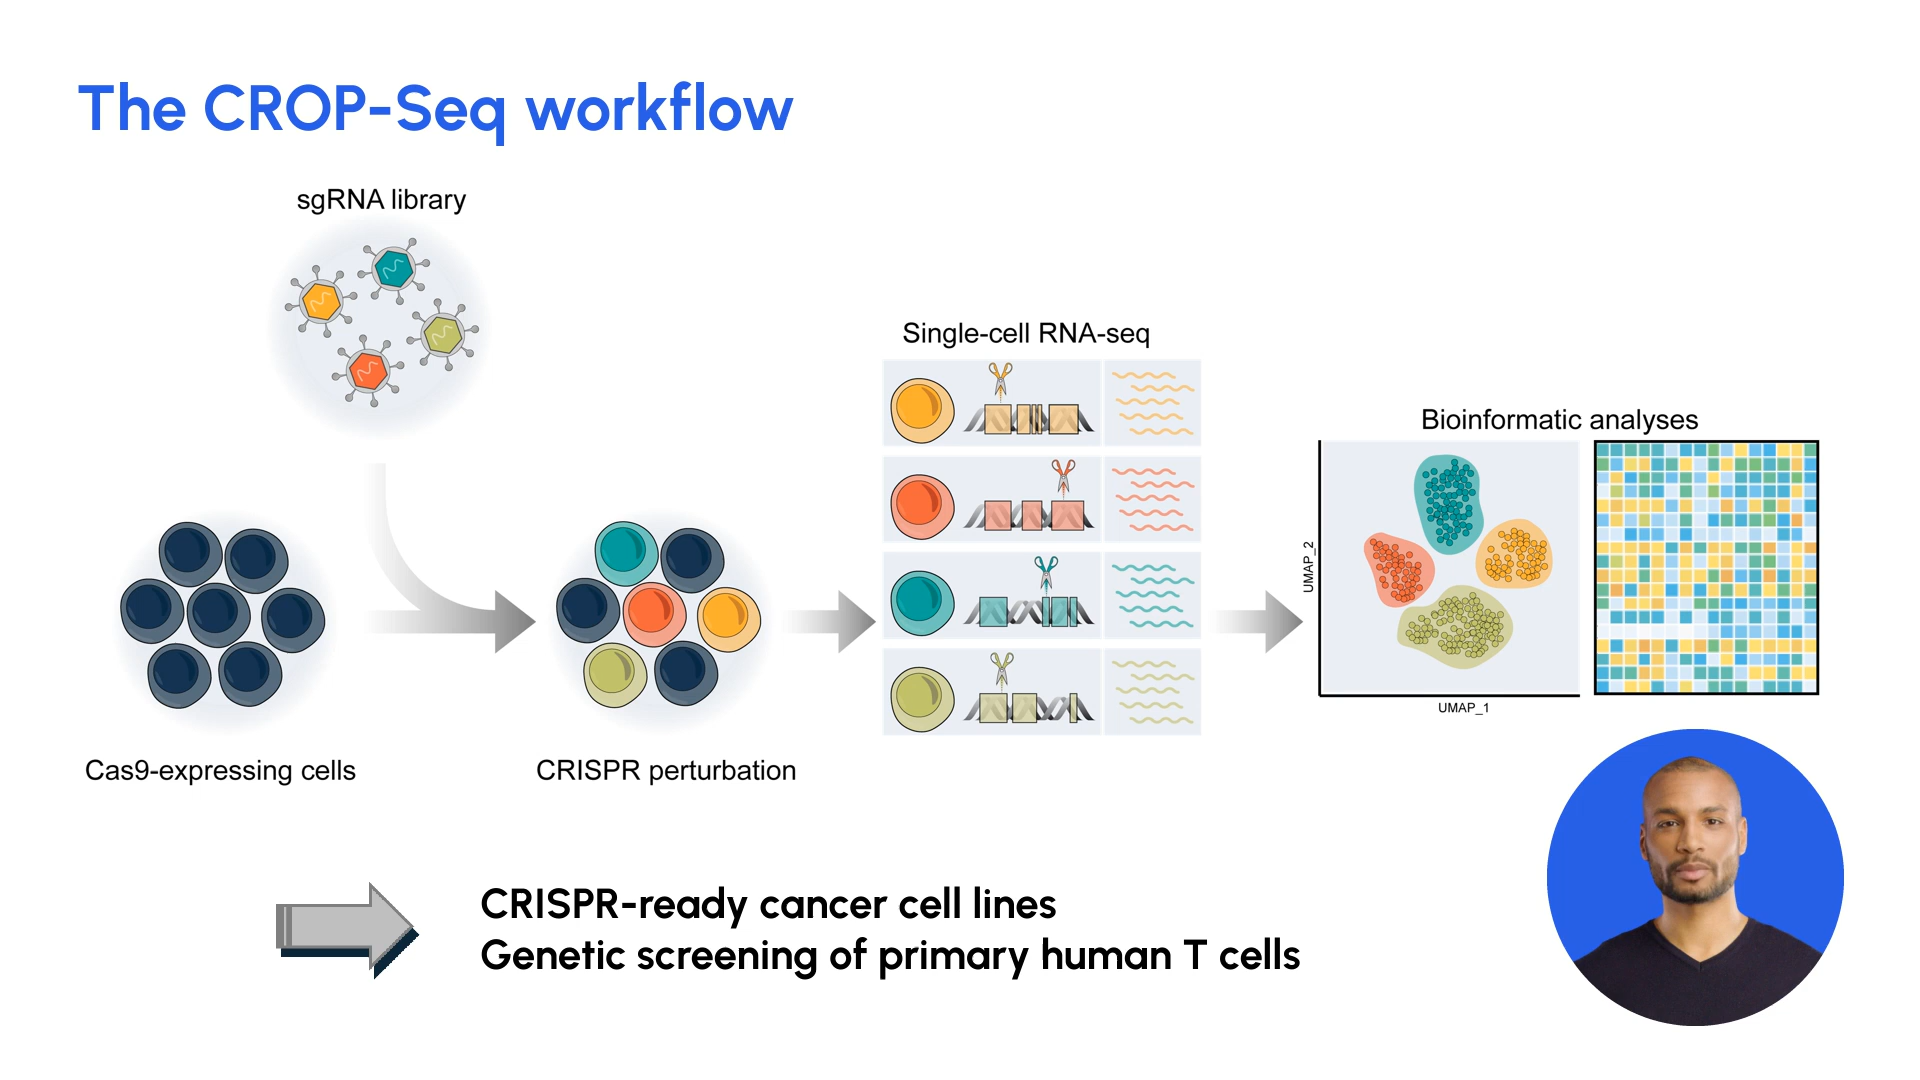 The CROP-Seq workflow
sgRNA library
Single-cell RNA-seq
Bioinformatic analyses
UMAP_2
UMAP_1
Cas9-expressing cells
CRISPR perturbation
CRISPR-ready cancer cell lines
Genetic screening of primary human T cells